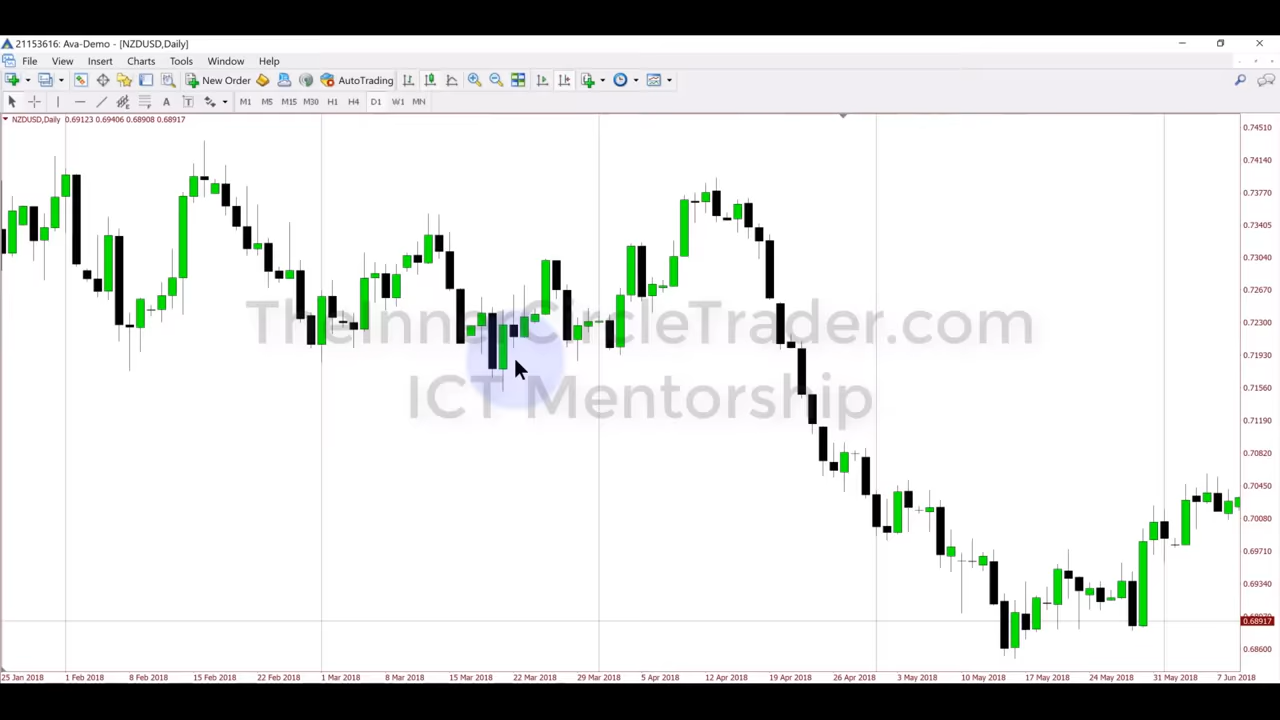 21153616: Ava-Demo - [NZDUSD,Daily]
File View Insert Charts Tools Window Help
New Order AutoTrading
A T M1 M5 M15 M30 H1 H4 D1 W1 MN
NZDUSD,Daily 0.69123 0.69406 0.68908 0.68917
0.74510
0.74140
0.73770
0.73405
0.73040
0.72670
0.72300
0.71930
0.71560
0.71190
0.70820
0.70450
0.70080
0.69710
0.69340
0.68917
0.68600
TheInnerCircleTrader.com
ICT Mentorship
25 Jan 2018 1 Feb 2018 8 Feb 2018 15 Feb 2018 22 Feb 2018 1 Mar 2018 8 Mar 2018 15 Mar 2018 22 Mar 2018 29 Mar 2018 5 Apr 2018 12 Apr 2018 19 Apr 2018 26 Apr 2018 3 May 2018 10 May 2018 17 May 2018 24 May 2018 31 May 2018 7 Jun 2018